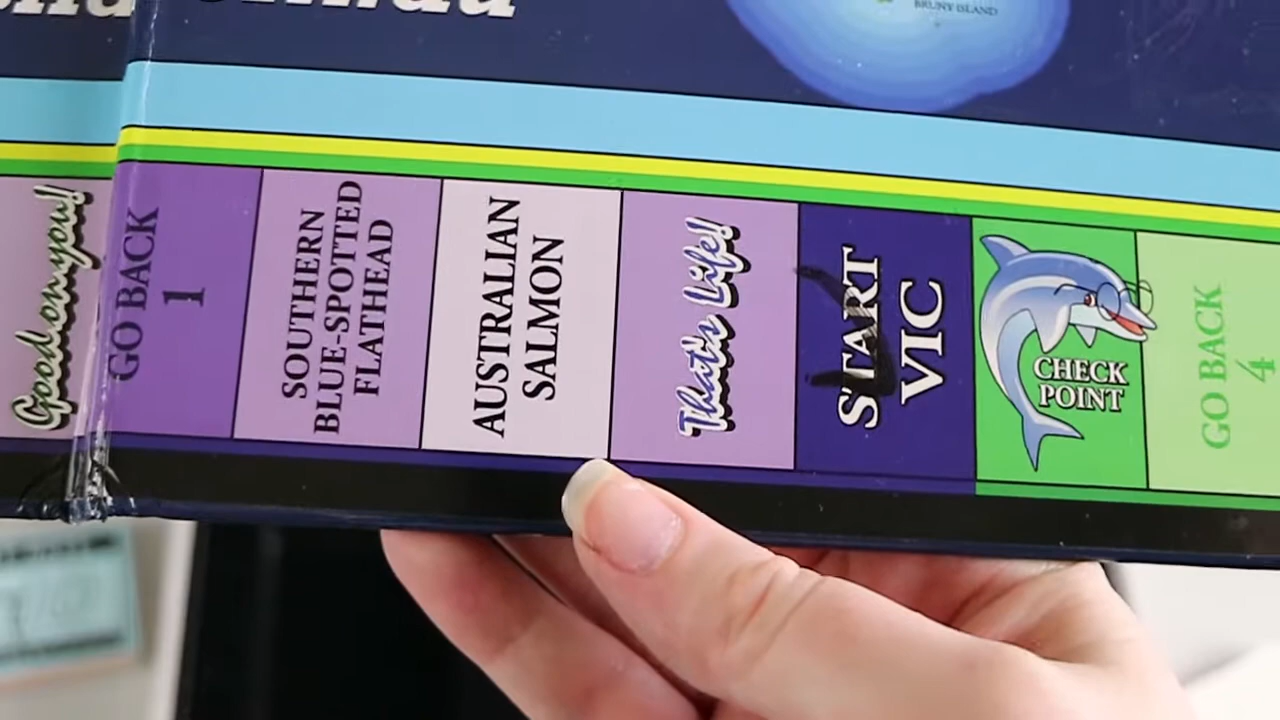 BRUNY ISLAND
Good on you!
GO BACK
1
SOUTHERN
BLUE-SPOTTED
FLATHEAD
AUSTRALIAN
SALMON
That's Life!
START
VIC
CHECK
POINT
GO BACK
4